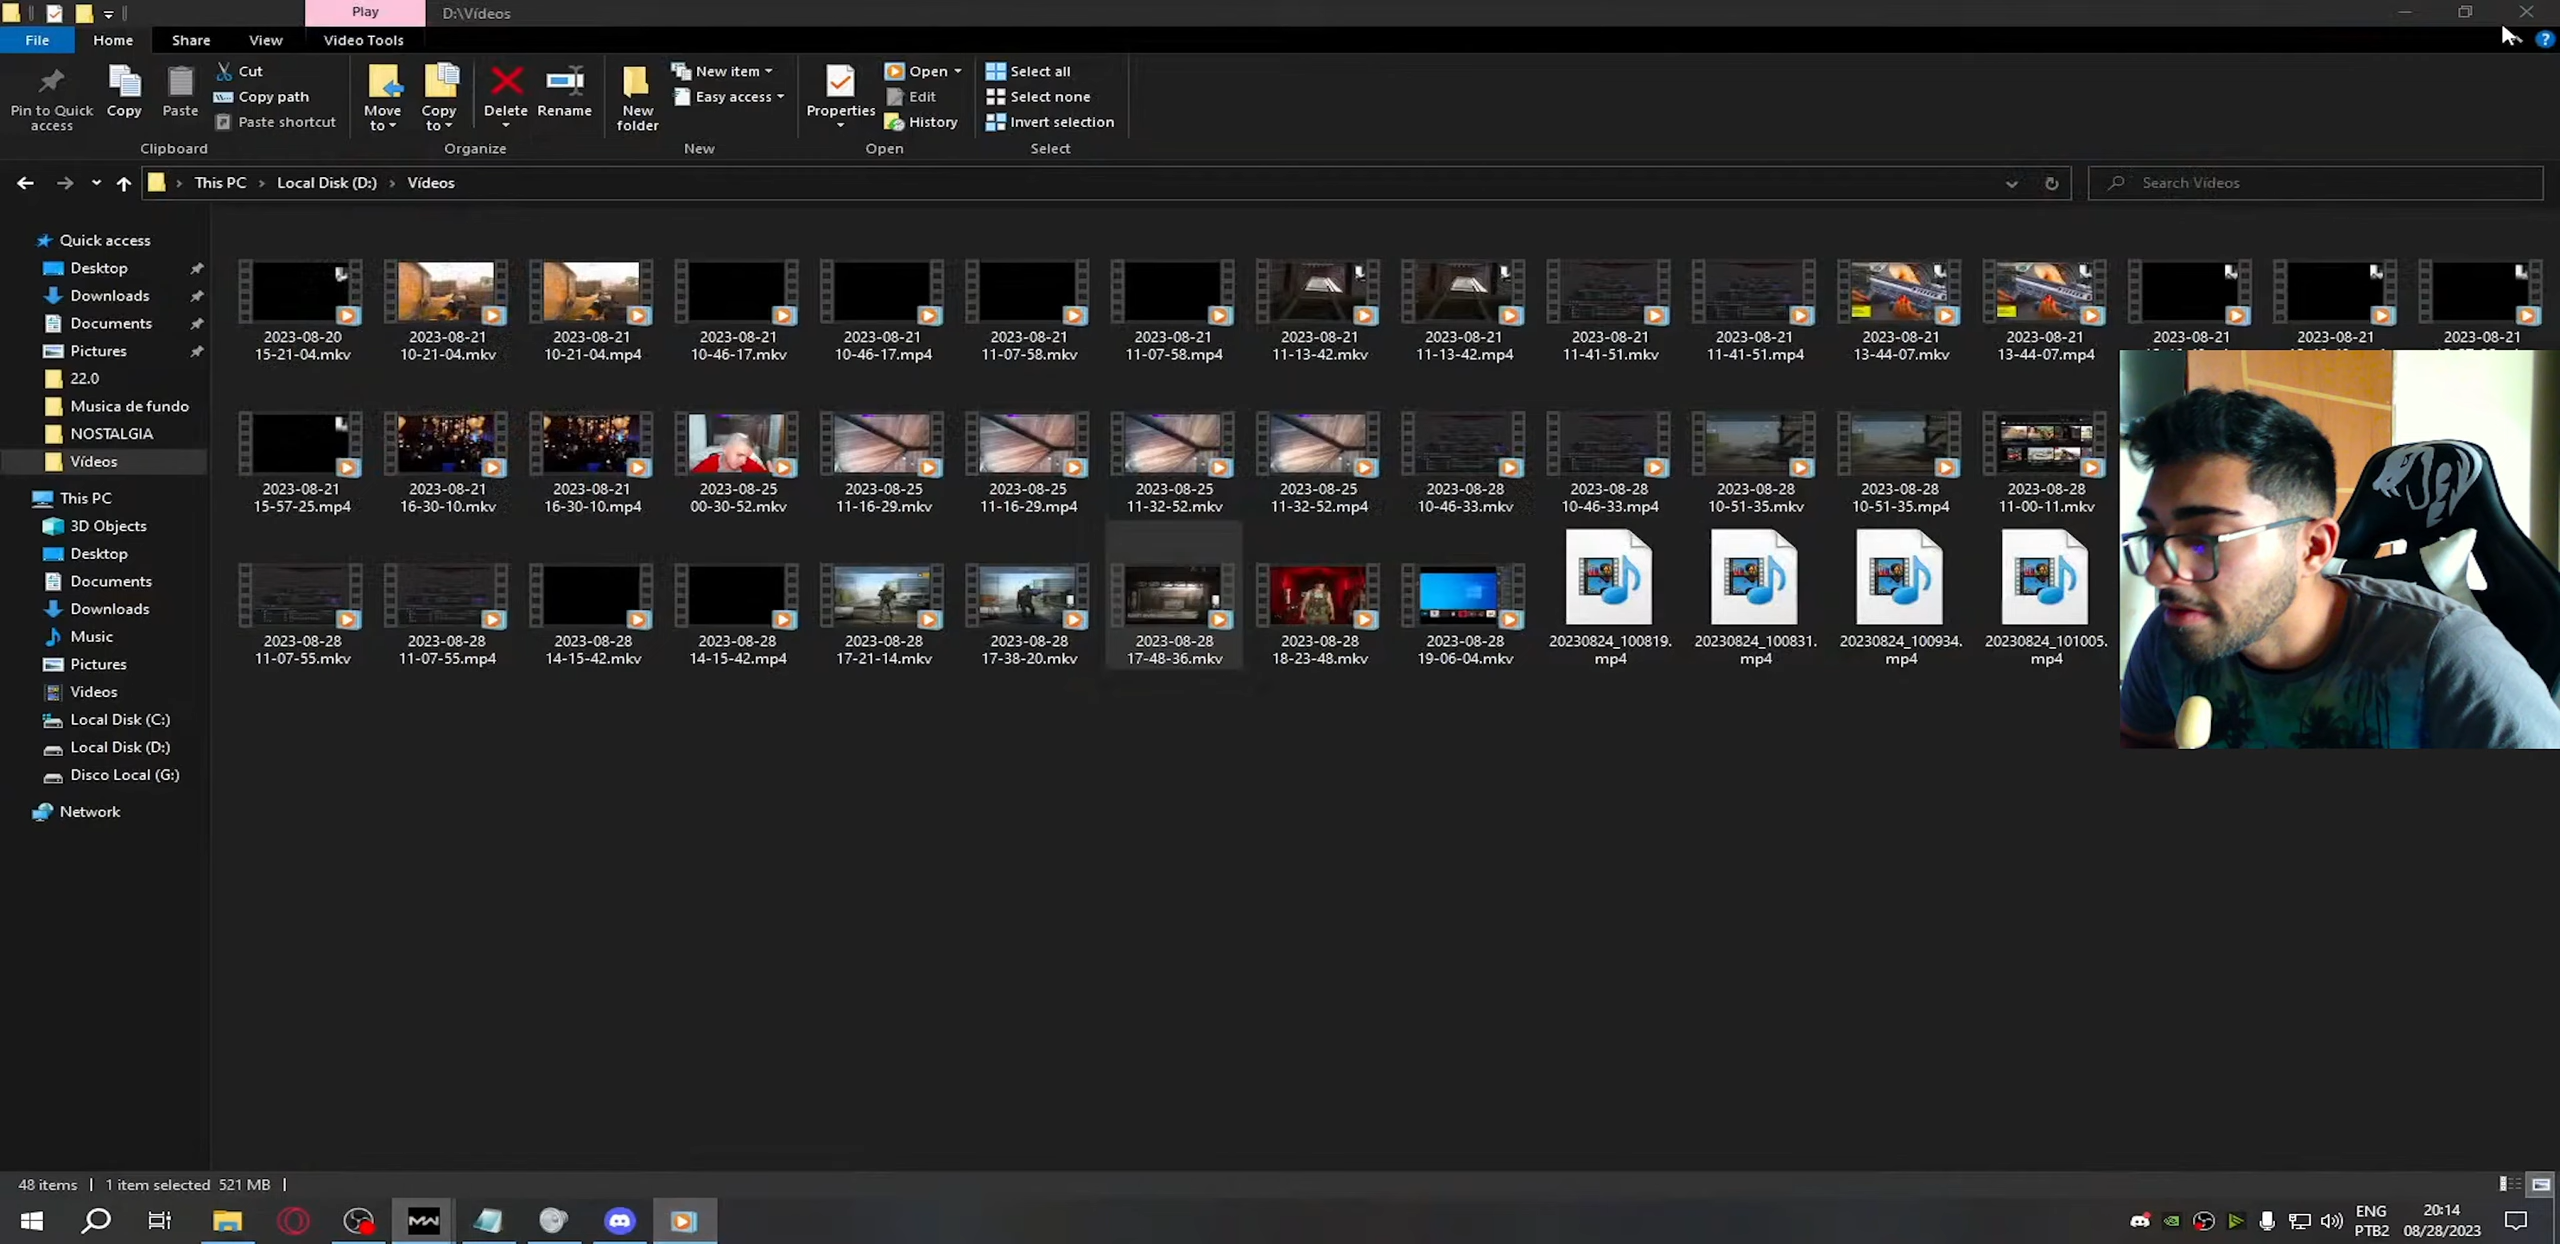 Play
D:\Vídeos
File
Home
Share
View
Video Tools
Pin to Quick
access
Copy
Paste
Cut
Copy path
Paste shortcut
Clipboard
Move
to
Copy
to
Delete
Rename
Organize
New
folder
New item
Easy access
New
Properties
Open
Edit
History
Open
Select all
Select none
Invert selection
Select
This PC
Local Disk (D:)
Vídeos
Search Vídeos
Quick access
Desktop
Downloads
Documents
Pictures
22.0
Musica de fundo
NOSTALGIA
Vídeos
This PC
3D Objects
Desktop
Documents
Downloads
Music
Pictures
Videos
Local Disk (C:)
Local Disk (D:)
Disco Local (G:)
Network
2023-08-20
15-21-04.mkv
2023-08-21
10-21-04.mkv
2023-08-21
10-21-04.mp4
2023-08-21
10-46-17.mkv
2023-08-21
10-46-17.mp4
2023-08-21
11-07-58.mkv
2023-08-21
11-07-58.mp4
2023-08-21
11-13-42.mkv
2023-08-21
11-13-42.mp4
2023-08-21
11-41-51.mkv
2023-08-21
11-41-51.mp4
2023-08-21
13-44-07.mkv
2023-08-21
13-44-07.mp4
2023-08-21
2023-08-21
2023-08-21
2023-08-21
15-57-25.mp4
2023-08-21
16-30-10.mkv
2023-08-21
16-30-10.mp4
2023-08-25
00-30-52.mkv
2023-08-25
11-16-29.mkv
2023-08-25
11-16-29.mp4
2023-08-25
11-32-52.mkv
2023-08-25
11-32-52.mp4
2023-08-28
10-46-33.mkv
2023-08-28
10-46-33.mp4
2023-08-28
10-51-35.mkv
2023-08-28
10-51-35.mp4
2023-08-28
11-00-11.mkv
2023-08-28
11-07-55.mkv
2023-08-28
11-07-55.mp4
2023-08-28
14-15-42.mkv
2023-08-28
14-15-42.mp4
2023-08-28
17-21-14.mkv
2023-08-28
17-38-20.mkv
2023-08-28
17-48-36.mkv
2023-08-28
18-23-48.mkv
2023-08-28
19-06-04.mkv
20230824_100819.
mp4
20230824_100831.
mp4
20230824_100934.
mp4
20230824_101005.
mp4
48 items
1 item selected 521 MB
MW
ENG
PTB2
20:14
08/28/2023